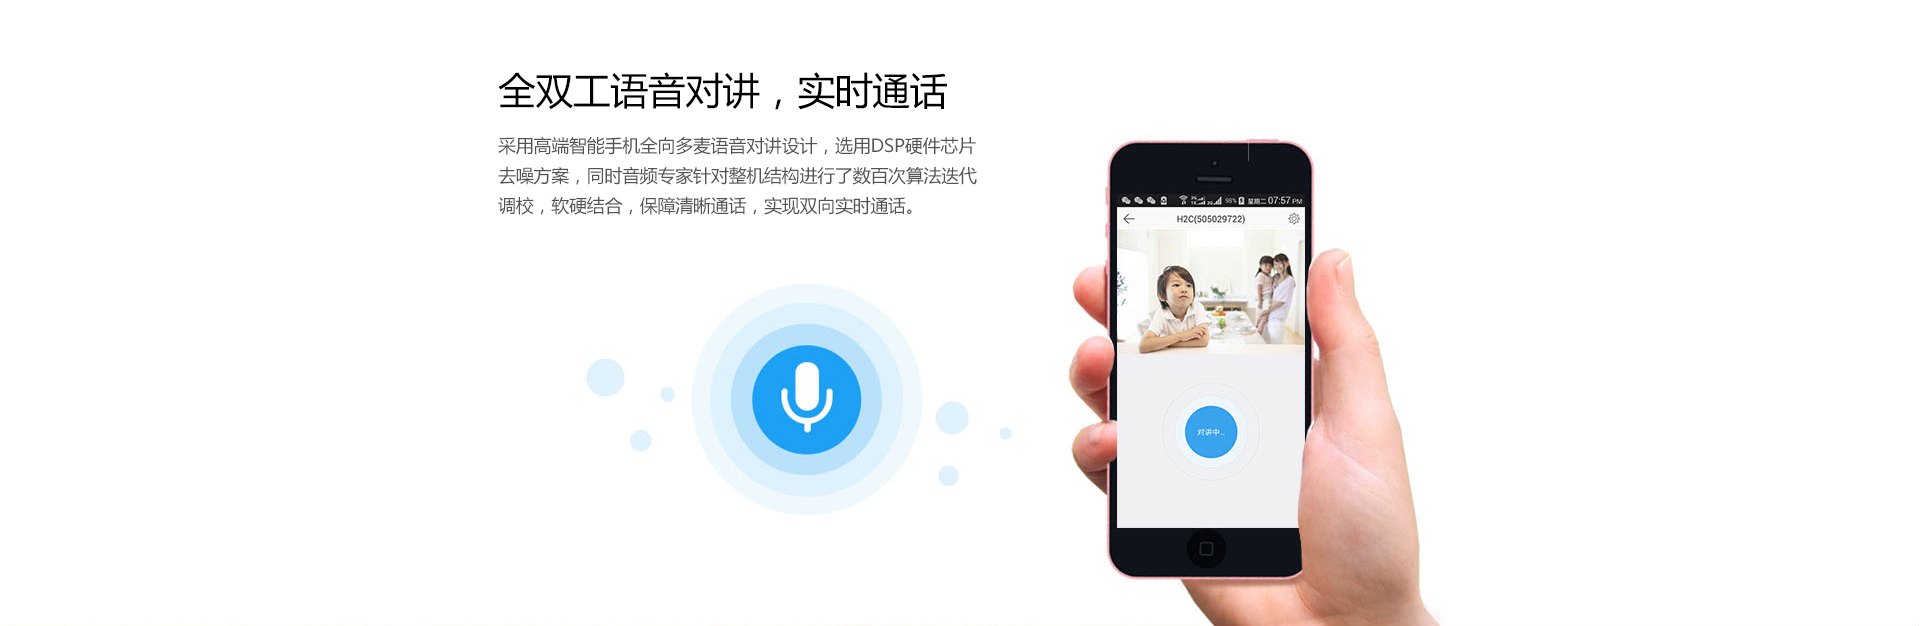 全双工语音对讲，实时通话
采用高端智能手机全向多麦语音对讲设计，选用DSP硬件芯片
去噪方案，同时音频专家针对整机结构进行了数百次算法迭代
调校，软硬结合，保障清晰通话，实现双向实时通话。
98% 星期二 07:57 PM
H2C(505029722)
对讲中...